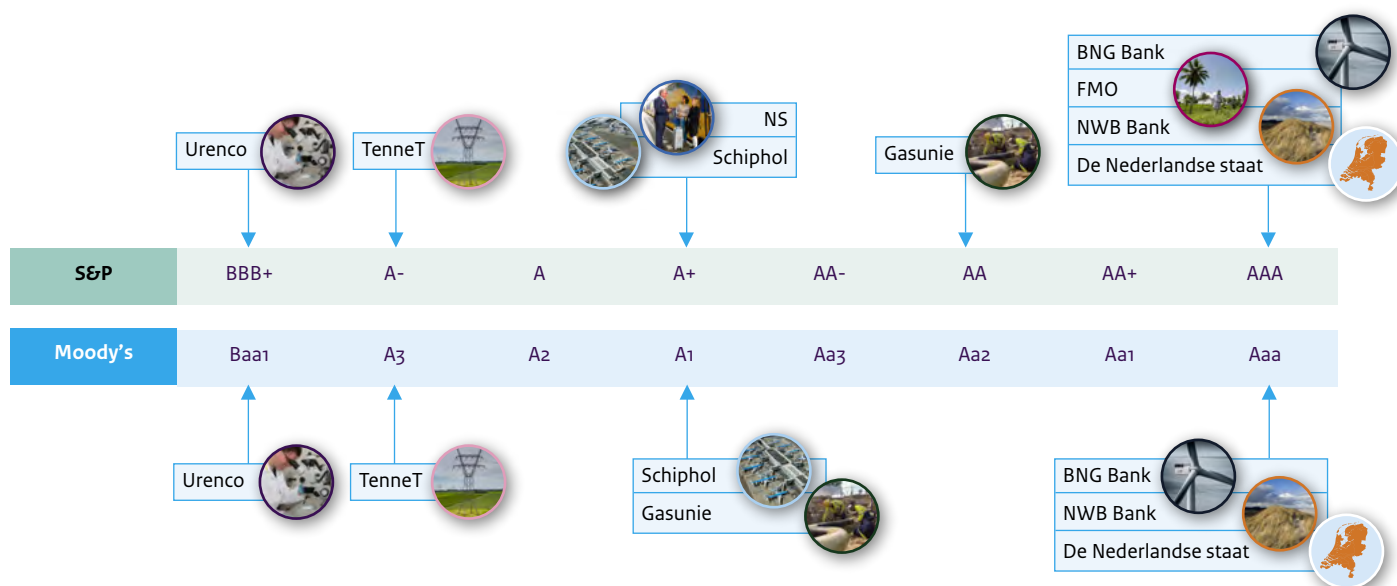 BNG Bank
FMO
NWB Bank
De Nederlandse staat
NS
Schiphol
Urenco
TenneT
Gasunie
S&P BBB+ A- A A+ AA- AA AA+ AAA
Moody's Baa1 A3 A2 A1 Aa3 Aa2 Aa1 Aaa
Urenco
TenneT
Schiphol
Gasunie
BNG Bank
NWB Bank
De Nederlandse staat